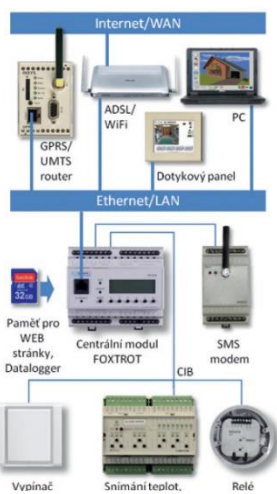 Internet/WAN
GPRS/
UMTS
router
ADSL/
WiFi
PC
Dotykový panel
Ethernet/LAN
SanDisk
32GB
Paměť pro
WEB
stránky,
Datalogger
Centrální modul
FOXTROT
SMS
modem
CIB
Vypínač
Snímání teplot,
Relé